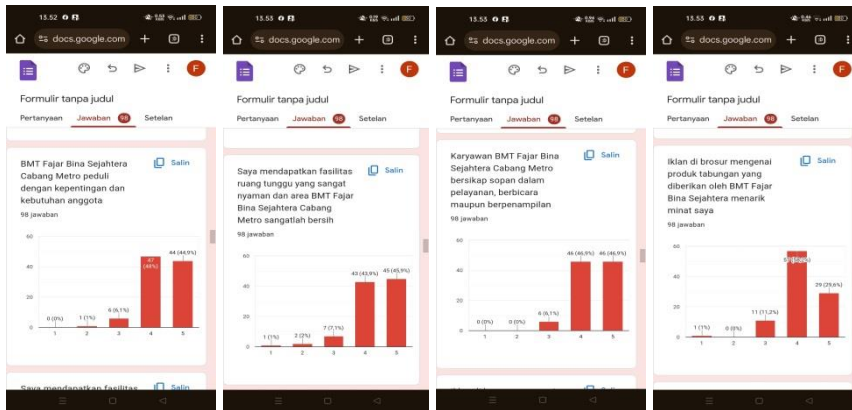 13.52
docs.google.com
F
Formulir tanpa judul
Pertanyaan Jawaban 98 Setelan
BMT Fajar Bina Sejahtera
Cabang Metro peduli
dengan kepentingan dan
kebutuhan anggota
Salin
98 jawaban
60
40
20
0
0 (0%)
1 (1%)
6 (6,1%)
47
(48%)
44 (44,9%)
1 2 3 4 5
Saya mendapatkan fasilitas
Salin
13.53
docs.google.com
F
Formulir tanpa judul
Pertanyaan Jawaban 98 Setelan
Saya mendapatkan fasilitas
ruang tunggu yang sangat
nyaman dan area BMT Fajar
Bina Sejahtera Cabang
Metro sangatlah bersih
Salin
98 jawaban
60
40
20
0
1 (1%)
2 (2%)
7 (7,1%)
43 (43,9%)
45 (45,9%)
1 2 3 4 5
13.53
docs.google.com
F
Formulir tanpa judul
Pertanyaan Jawaban 98 Setelan
Karyawan BMT Fajar Bina
Sejahtera Cabang Metro
bersikap sopan dalam
pelayanan, berbicara
maupun berpenampilan
Salin
98 jawaban
60
40
20
0
0 (0%)
0 (0%)
6 (6,1%)
46 (46,9%)
46 (46,9%)
1 2 3 4 5
13.53
docs.google.com
F
Formulir tanpa judul
Pertanyaan Jawaban 98 Setelan
Iklan di brosur mengenai
produk tabungan yang
diberikan oleh BMT Fajar
Bina Sejahtera menarik
minat saya
Salin
98 jawaban
60
40
20
0
1 (1%)
0 (0%)
11 (11,2%)
29 (29,6%)
1 2 3 4 5